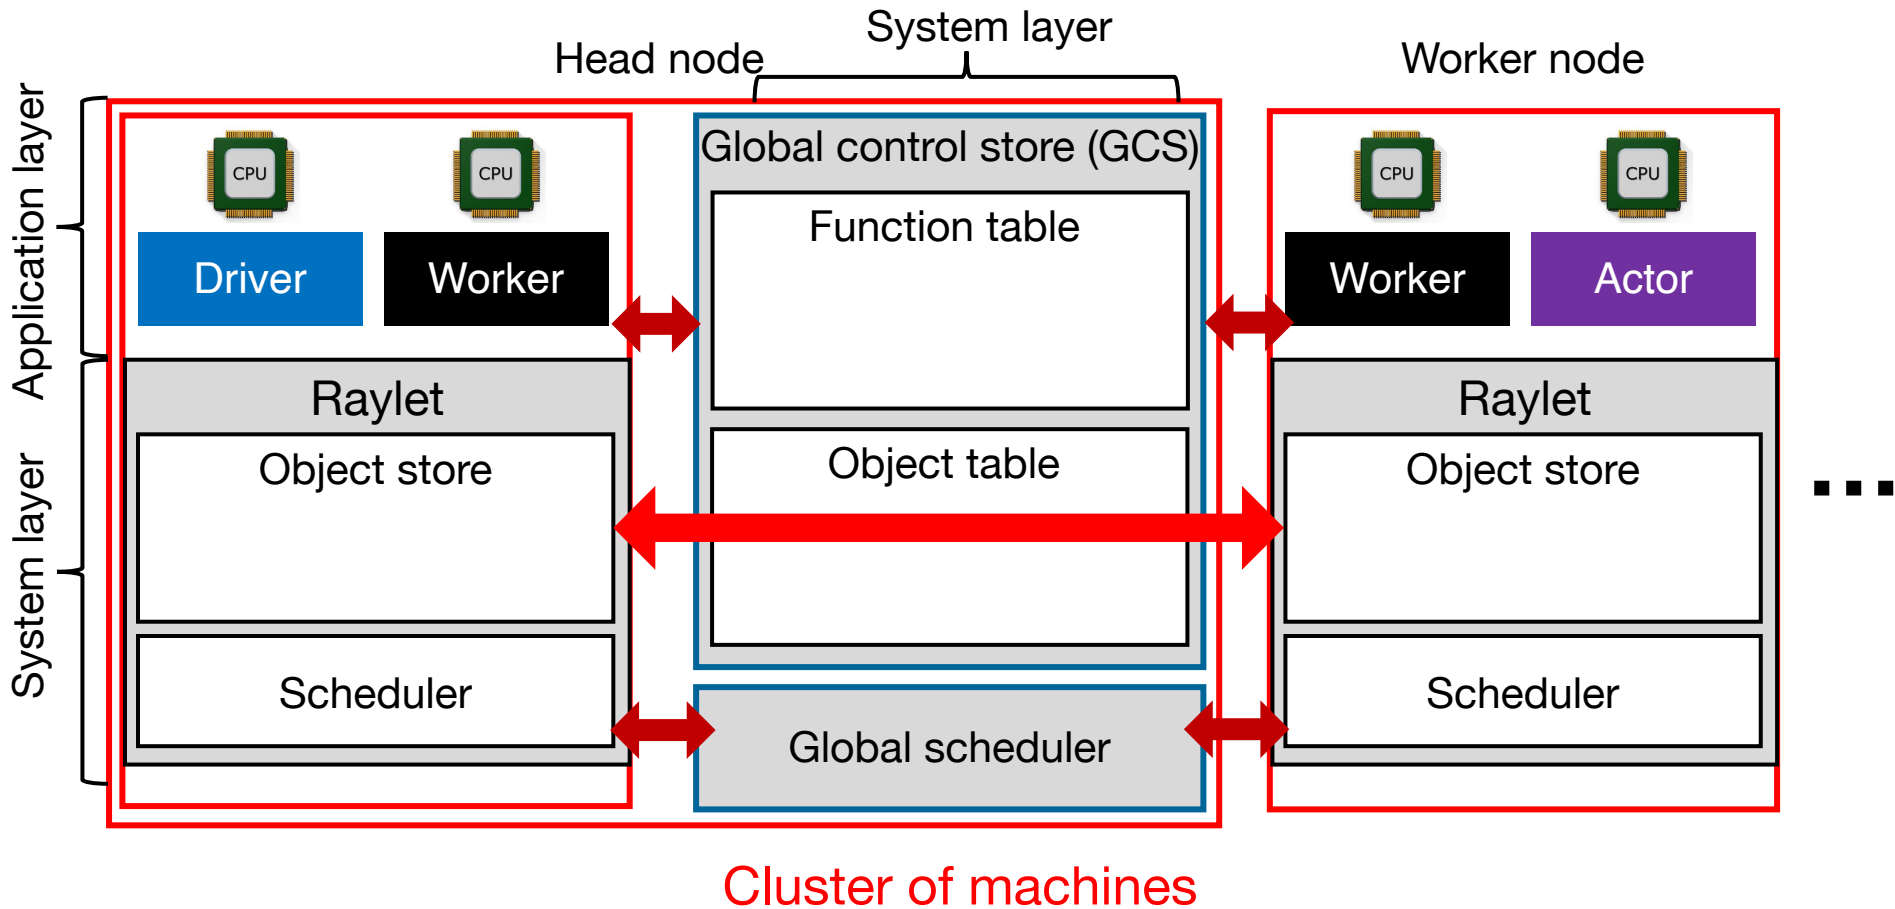 System layer
Head node
Worker node
Application layer
System layer
CPU
CPU
Driver
Worker
Raylet
Object store
Scheduler
Global control store (GCS)
Function table
Object table
Global scheduler
CPU
CPU
Worker
Actor
Raylet
Object store
Scheduler
...
Cluster of machines